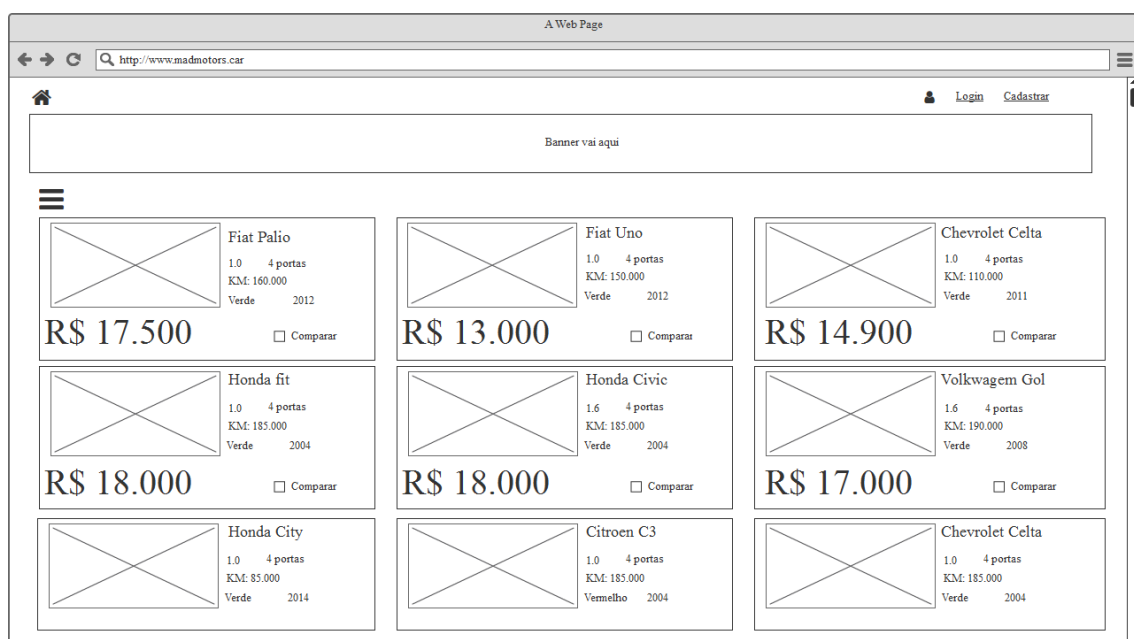 A Web Page
http://www.madmotors.car
Login Cadastrar
Banner vai aqui
Fiat Palio
1.0 4 portas
KM: 160.000
Verde 2012
R$ 17.500 Comparar
Fiat Uno
1.0 4 portas
KM: 150.000
Verde 2012
R$ 13.000 Comparar
Chevrolet Celta
1.0 4 portas
KM: 110.000
Verde 2011
R$ 14.900 Comparar
Honda fit
1.0 4 portas
KM: 185.000
Verde 2004
R$ 18.000 Comparar
Honda Civic
1.6 4 portas
KM: 185.000
Verde 2004
R$ 18.000 Comparar
Volkwagem Gol
1.6 4 portas
KM: 190.000
Verde 2008
R$ 17.000 Comparar
Honda City
1.0 4 portas
KM: 85.000
Verde 2014
Citroen C3
1.0 4 portas
KM: 185.000
Vermelho 2004
Chevrolet Celta
1.0 4 portas
KM: 185.000
Verde 2004